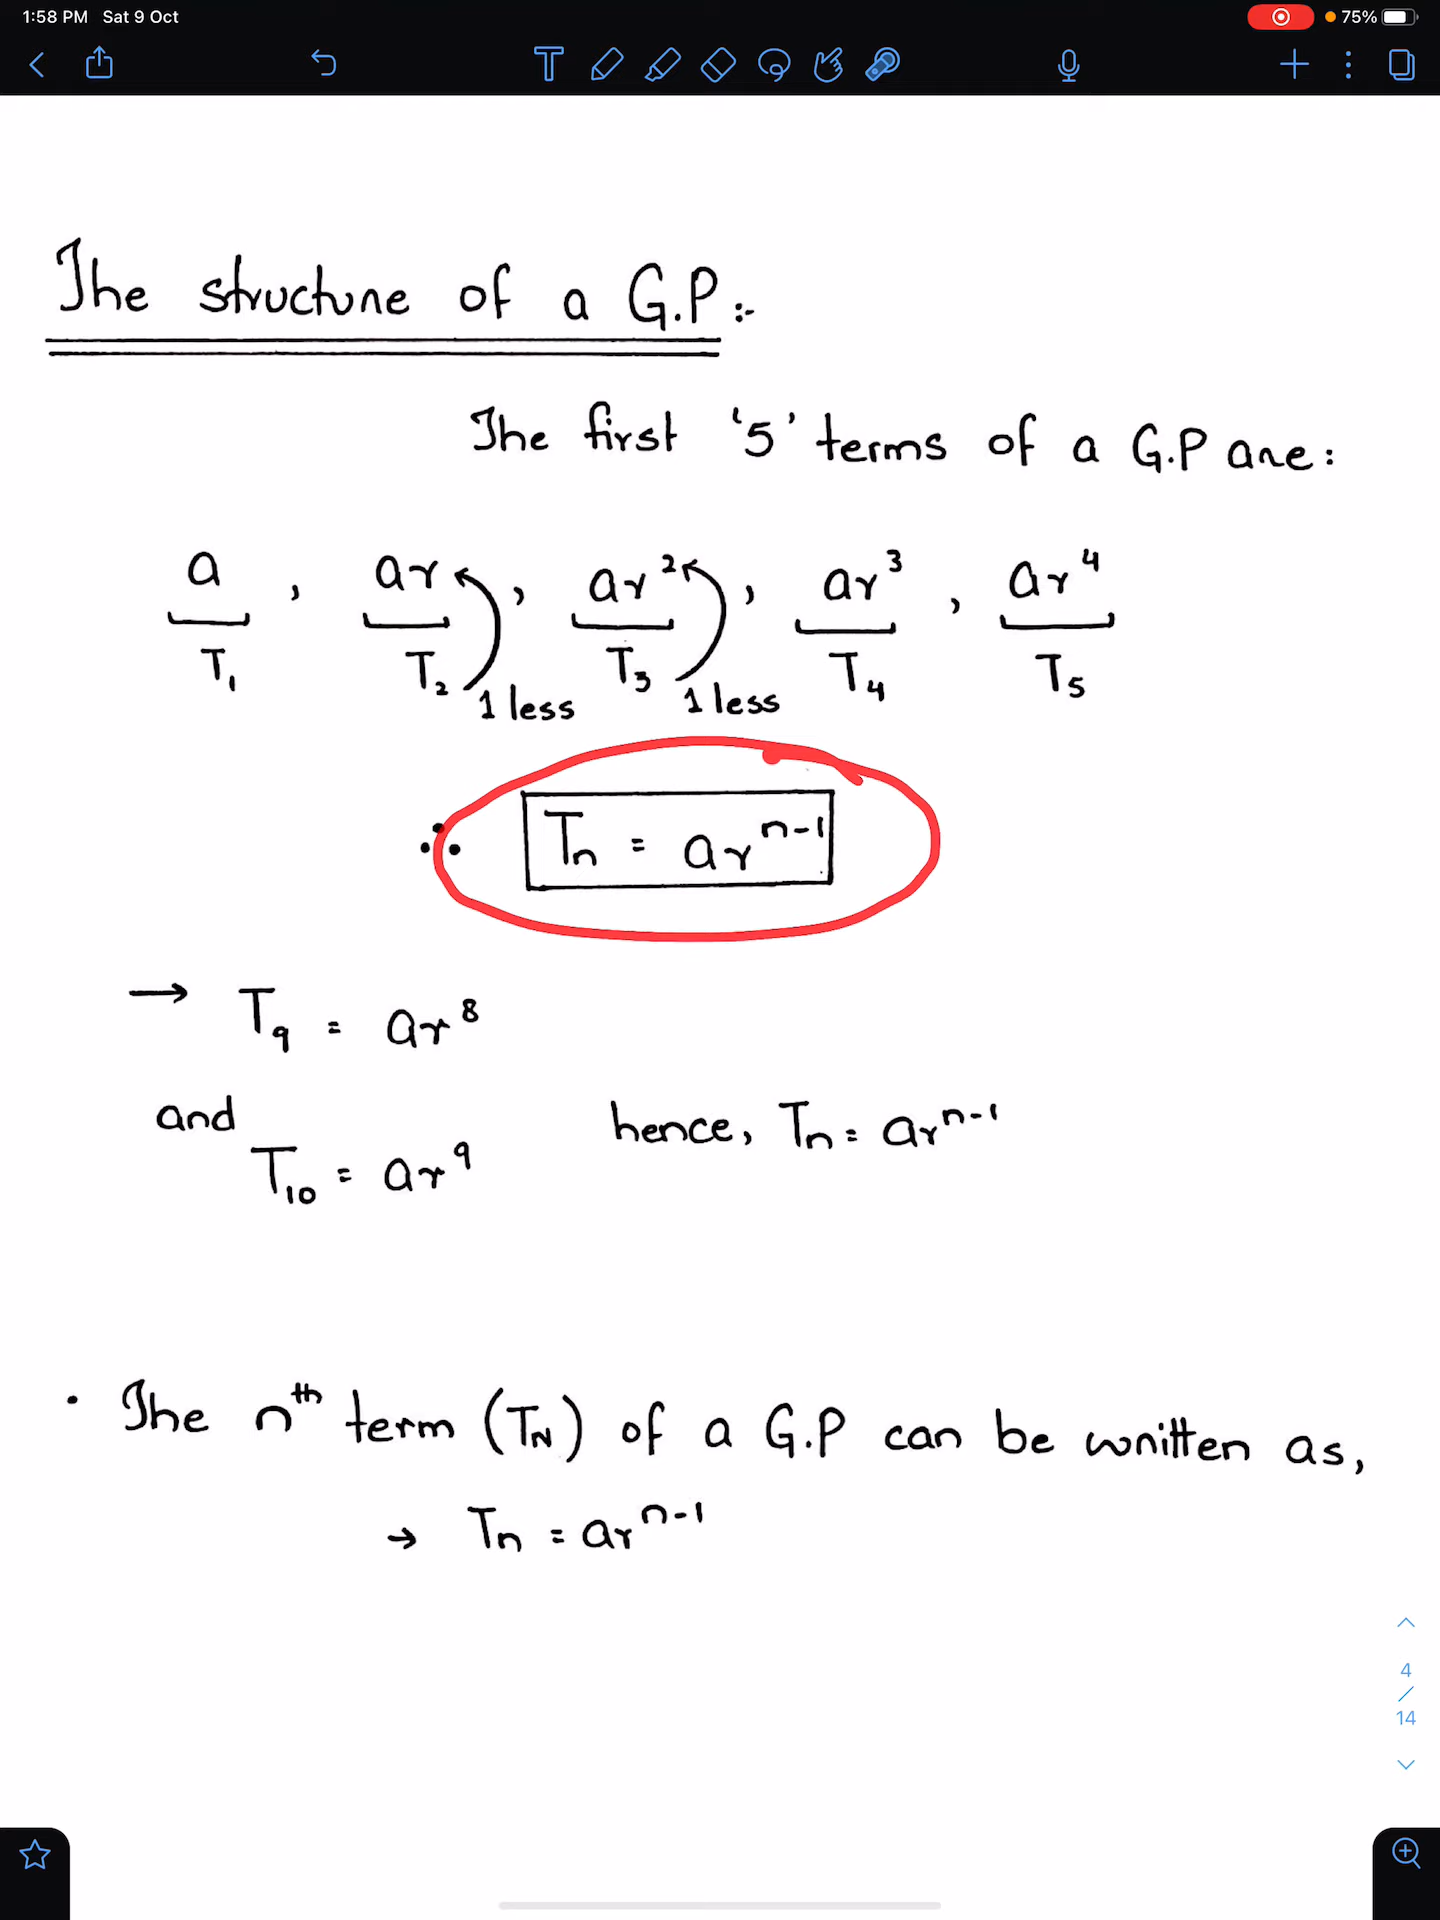 1:58 PM Sat 9 Oct 75%
The structure of a G.P:-
The first '5' terms of a G.P are:
a , ar , ar² , ar³ , ar⁴
T₁ T₂ T₃ T₄ T₅
1 less 1 less
∴ Tₙ = arⁿ⁻¹
→ T₉ = ar⁸
and hence, Tₙ = arⁿ⁻¹
T₁₀ = ar⁹
· The nᵗʰ term (T_N) of a G.P can be written as,
→ Tₙ = arⁿ⁻¹
4
/
14